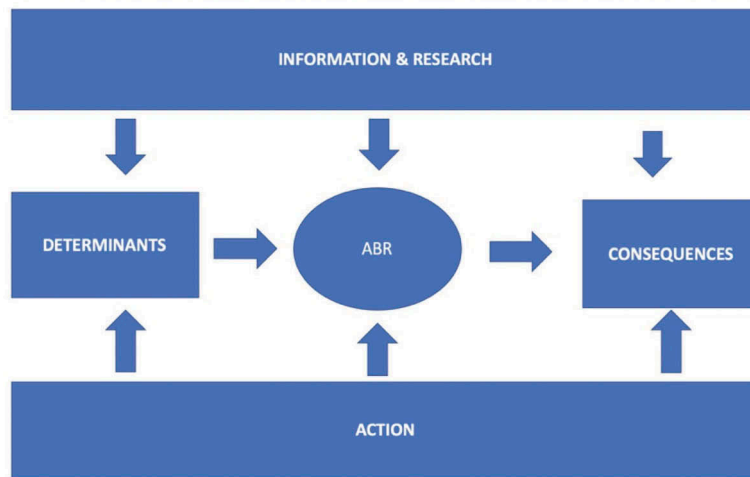 INFORMATION & RESEARCH
DETERMINANTS
ABR
CONSEQUENCES
ACTION